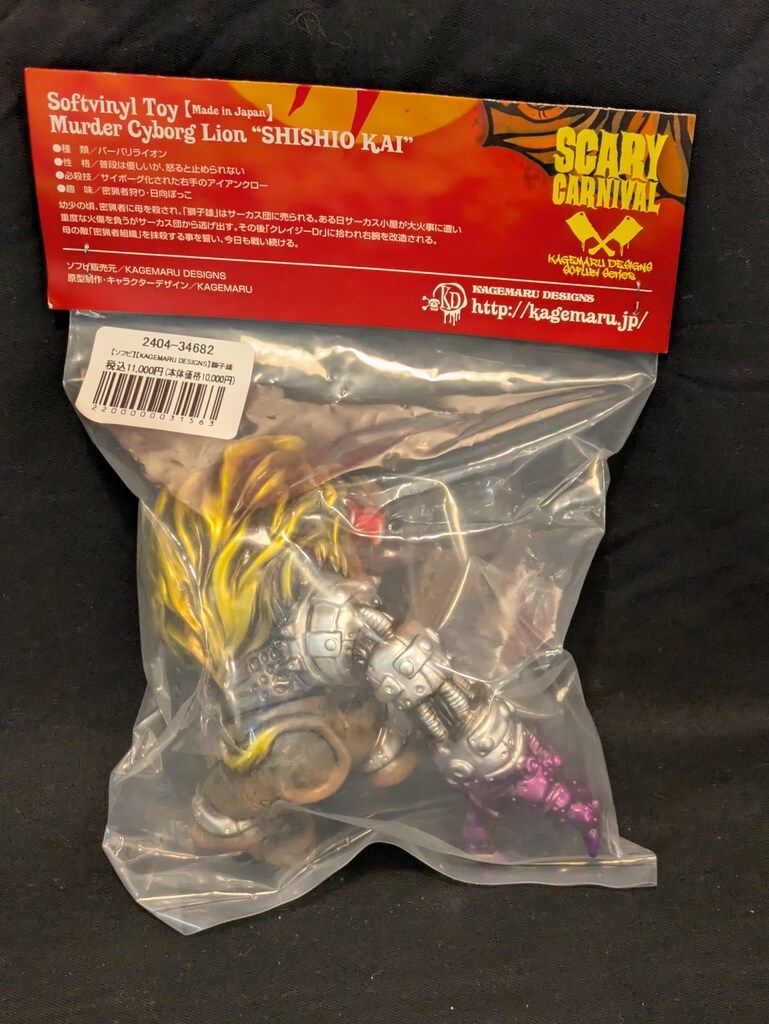 Softvinyl Toy【Made in Japan】
Murder Cyborg Lion “SHISHIO KAI”
●種　類／バーバリライオン
●性　格／普段は優しいが、怒ると止められない
●必殺技／サイボーグ化された右手のアイアンクロー
●趣　味／密猟者狩り・日向ぼっこ
幼少の頃、密猟者に母を殺され、「獅子雄」はサーカス団に売られる。ある日サーカス小屋が大火事に遭い
重度な火傷を負うがサーカス団から逃げ出す。その後「クレイジーDr」に拾われ右腕を改造される。
母の敵「密猟者組織」を抹殺する事を誓い、今日も戦い続ける。
ソフビ販売元／KAGEMARU DESIGNS
原型制作・キャラクターデザイン／KAGEMARU
SCARY
CARNIVAL
KAGEMARU DESIGNS
SOFUBI SERIES
KD
KAGEMARU DESIGNS
http://kagemaru.jp/
2404-34682
【ソフビ】【KAGEMARU DESIGNS】獅子雄
税込11,000円(本体価格10,000円)
2200000031563